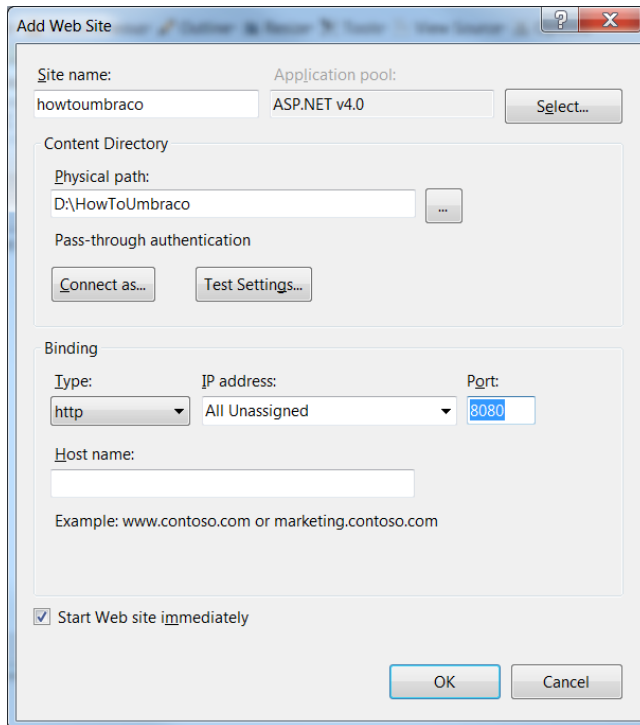 Add Web Site
Site name:
Application pool:
howtoumbraco
ASP.NET v4.0
Select...
Content Directory
Physical path:
D:\HowToUmbraco
...
Pass-through authentication
Connect as...
Test Settings...
Binding
Type:
IP address:
Port:
http
All Unassigned
8080
Host name:
Example: www.contoso.com or marketing.contoso.com
Start Web site immediately
OK
Cancel